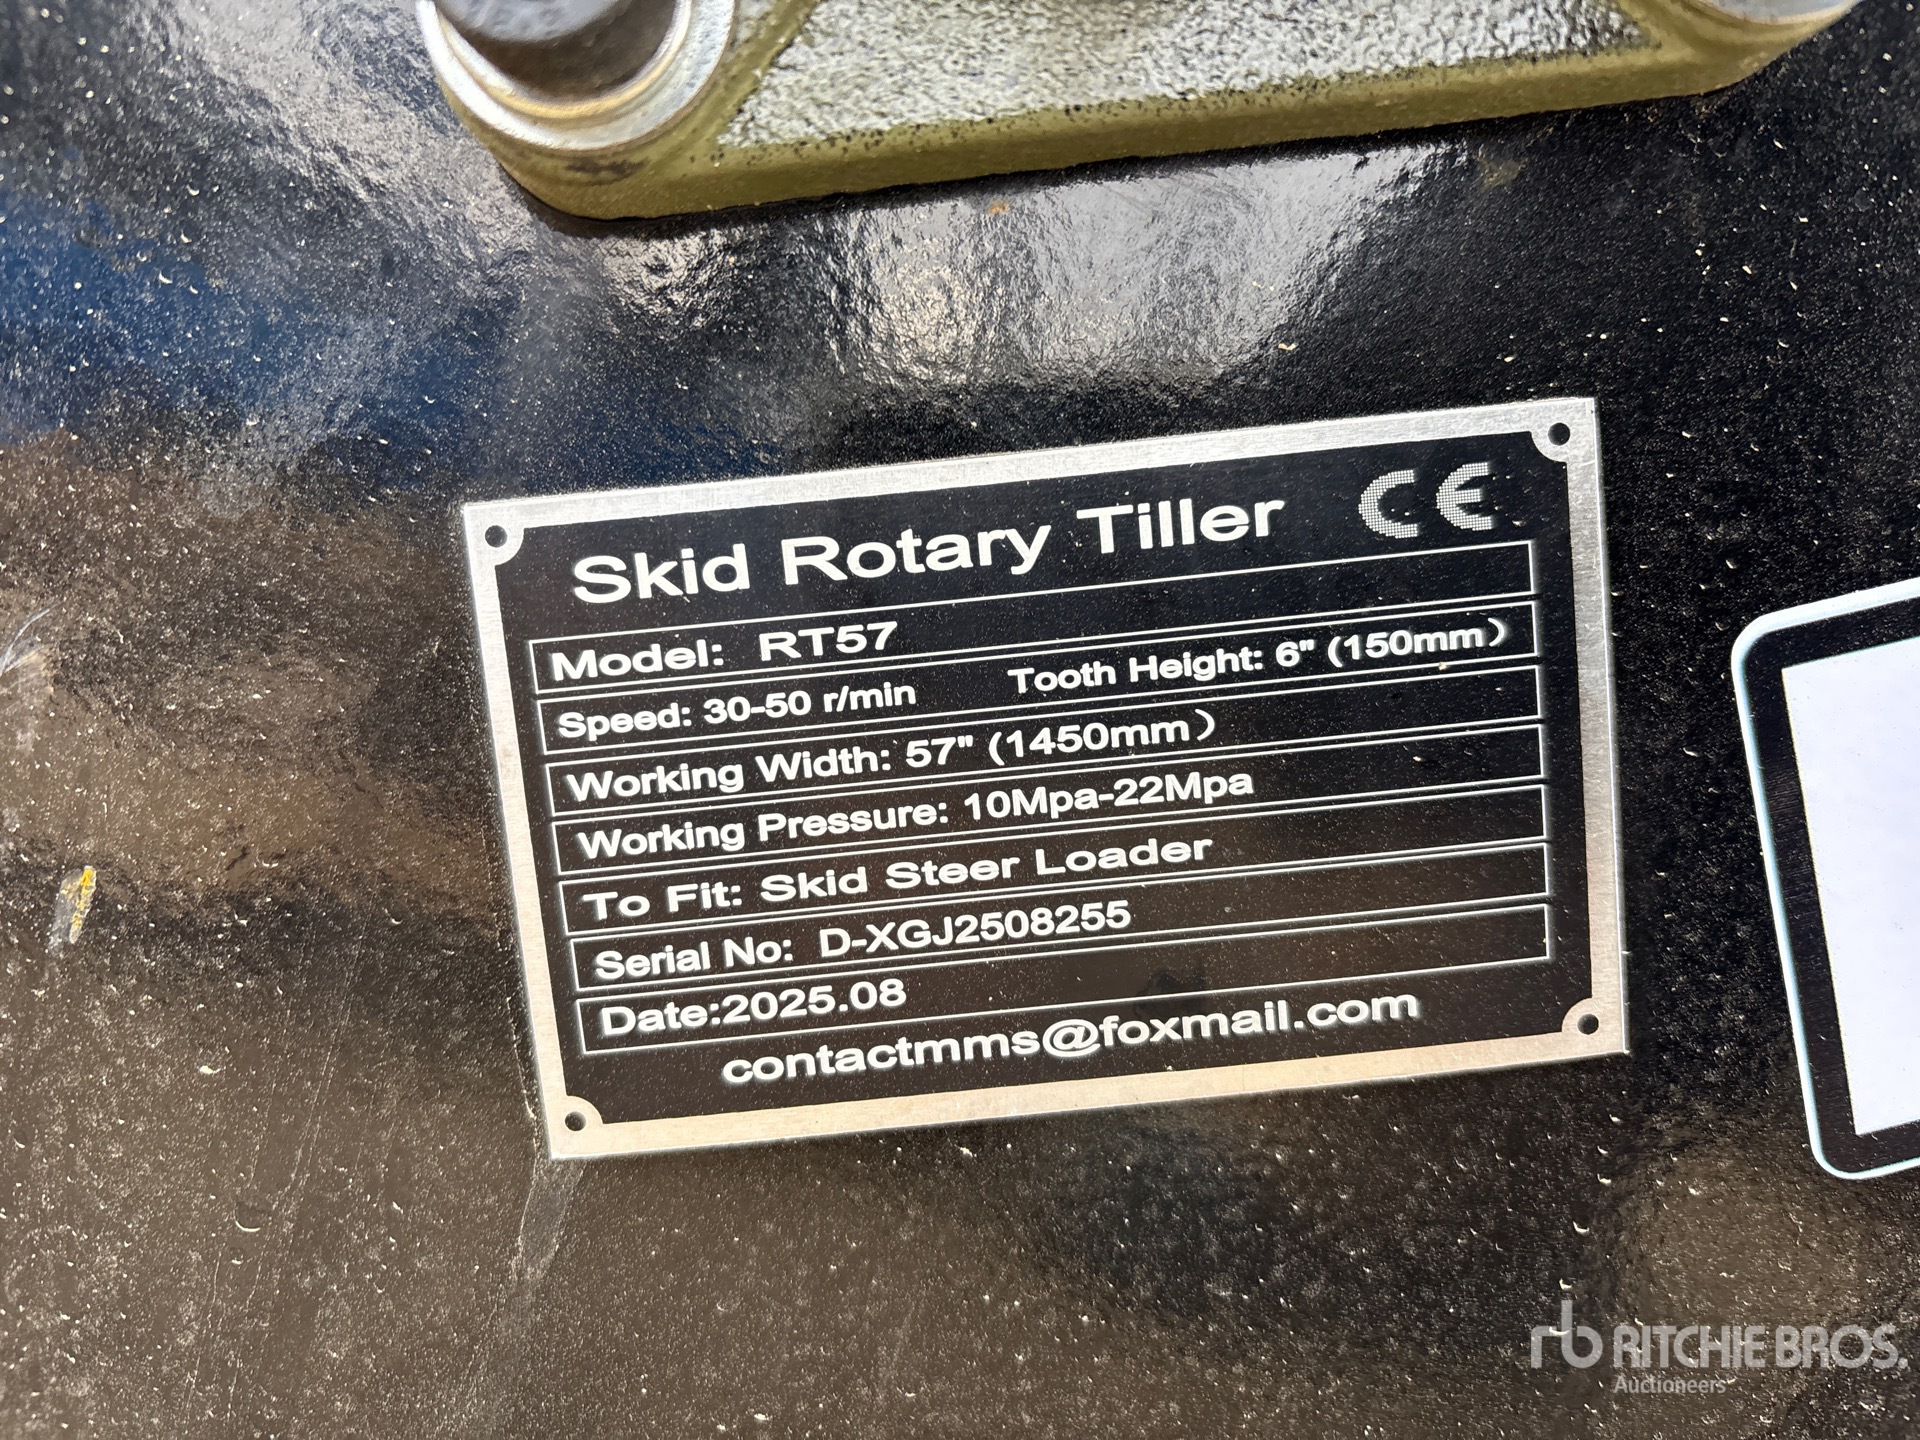 Skid Rotary Tiller CE
Model: RT57
Speed: 30-50 r/min Tooth Height: 6" (150mm）
Working Width: 57" (1450mm）
Working Pressure: 10Mpa-22Mpa
To Fit: Skid Steer Loader
Serial No: D-XGJ2508255
Date:2025.08
contactmms@foxmail.com
rb RITCHIE BROS.
Auctioneers